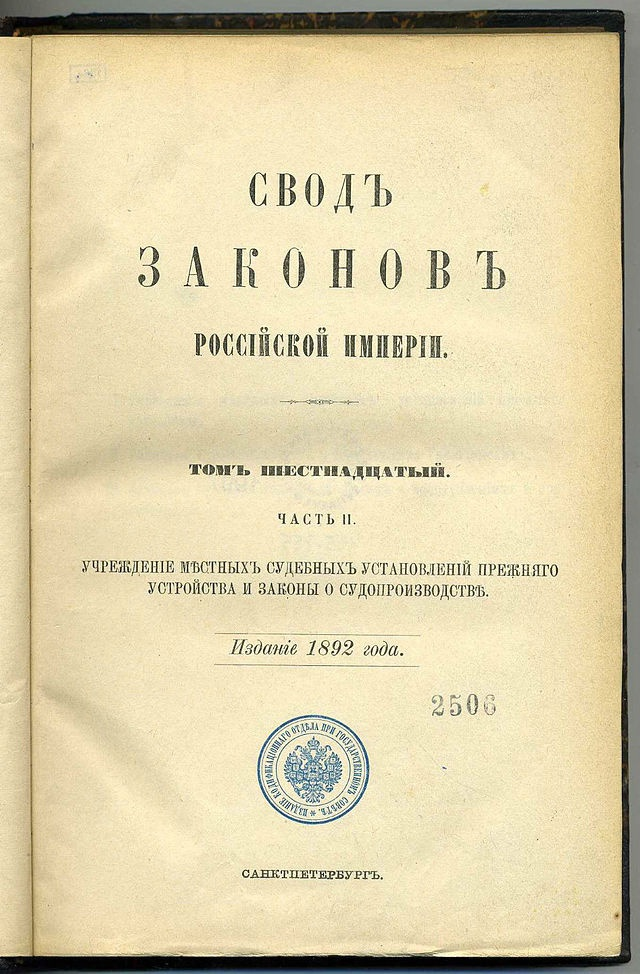 СВОДЪ
ЗАКОНОВЪ
РОССІЙСКОЙ ИМПЕРІИ.
ТОМЪ ШЕСТНАДЦАТЫЙ.
ЧАСТЬ II.
УЧРЕЖДЕНІЕ МѢСТНЫХЪ СУДЕБНЫХЪ УСТАНОВЛЕНІЙ ПРЕЖНЯГО
УСТРОЙСТВА И ЗАКОНЫ О СУДОПРОИЗВОДСТВѢ.
Изданіе 1892 года.
2506
ИЗДАНІЕ КОДИФИКАЦІОННАГО ОТДѢЛА ПРИ ГОСУДАРСТВЕННОМЪ СОВѢТѢ.
САНКТПЕТЕРБУРГЪ.